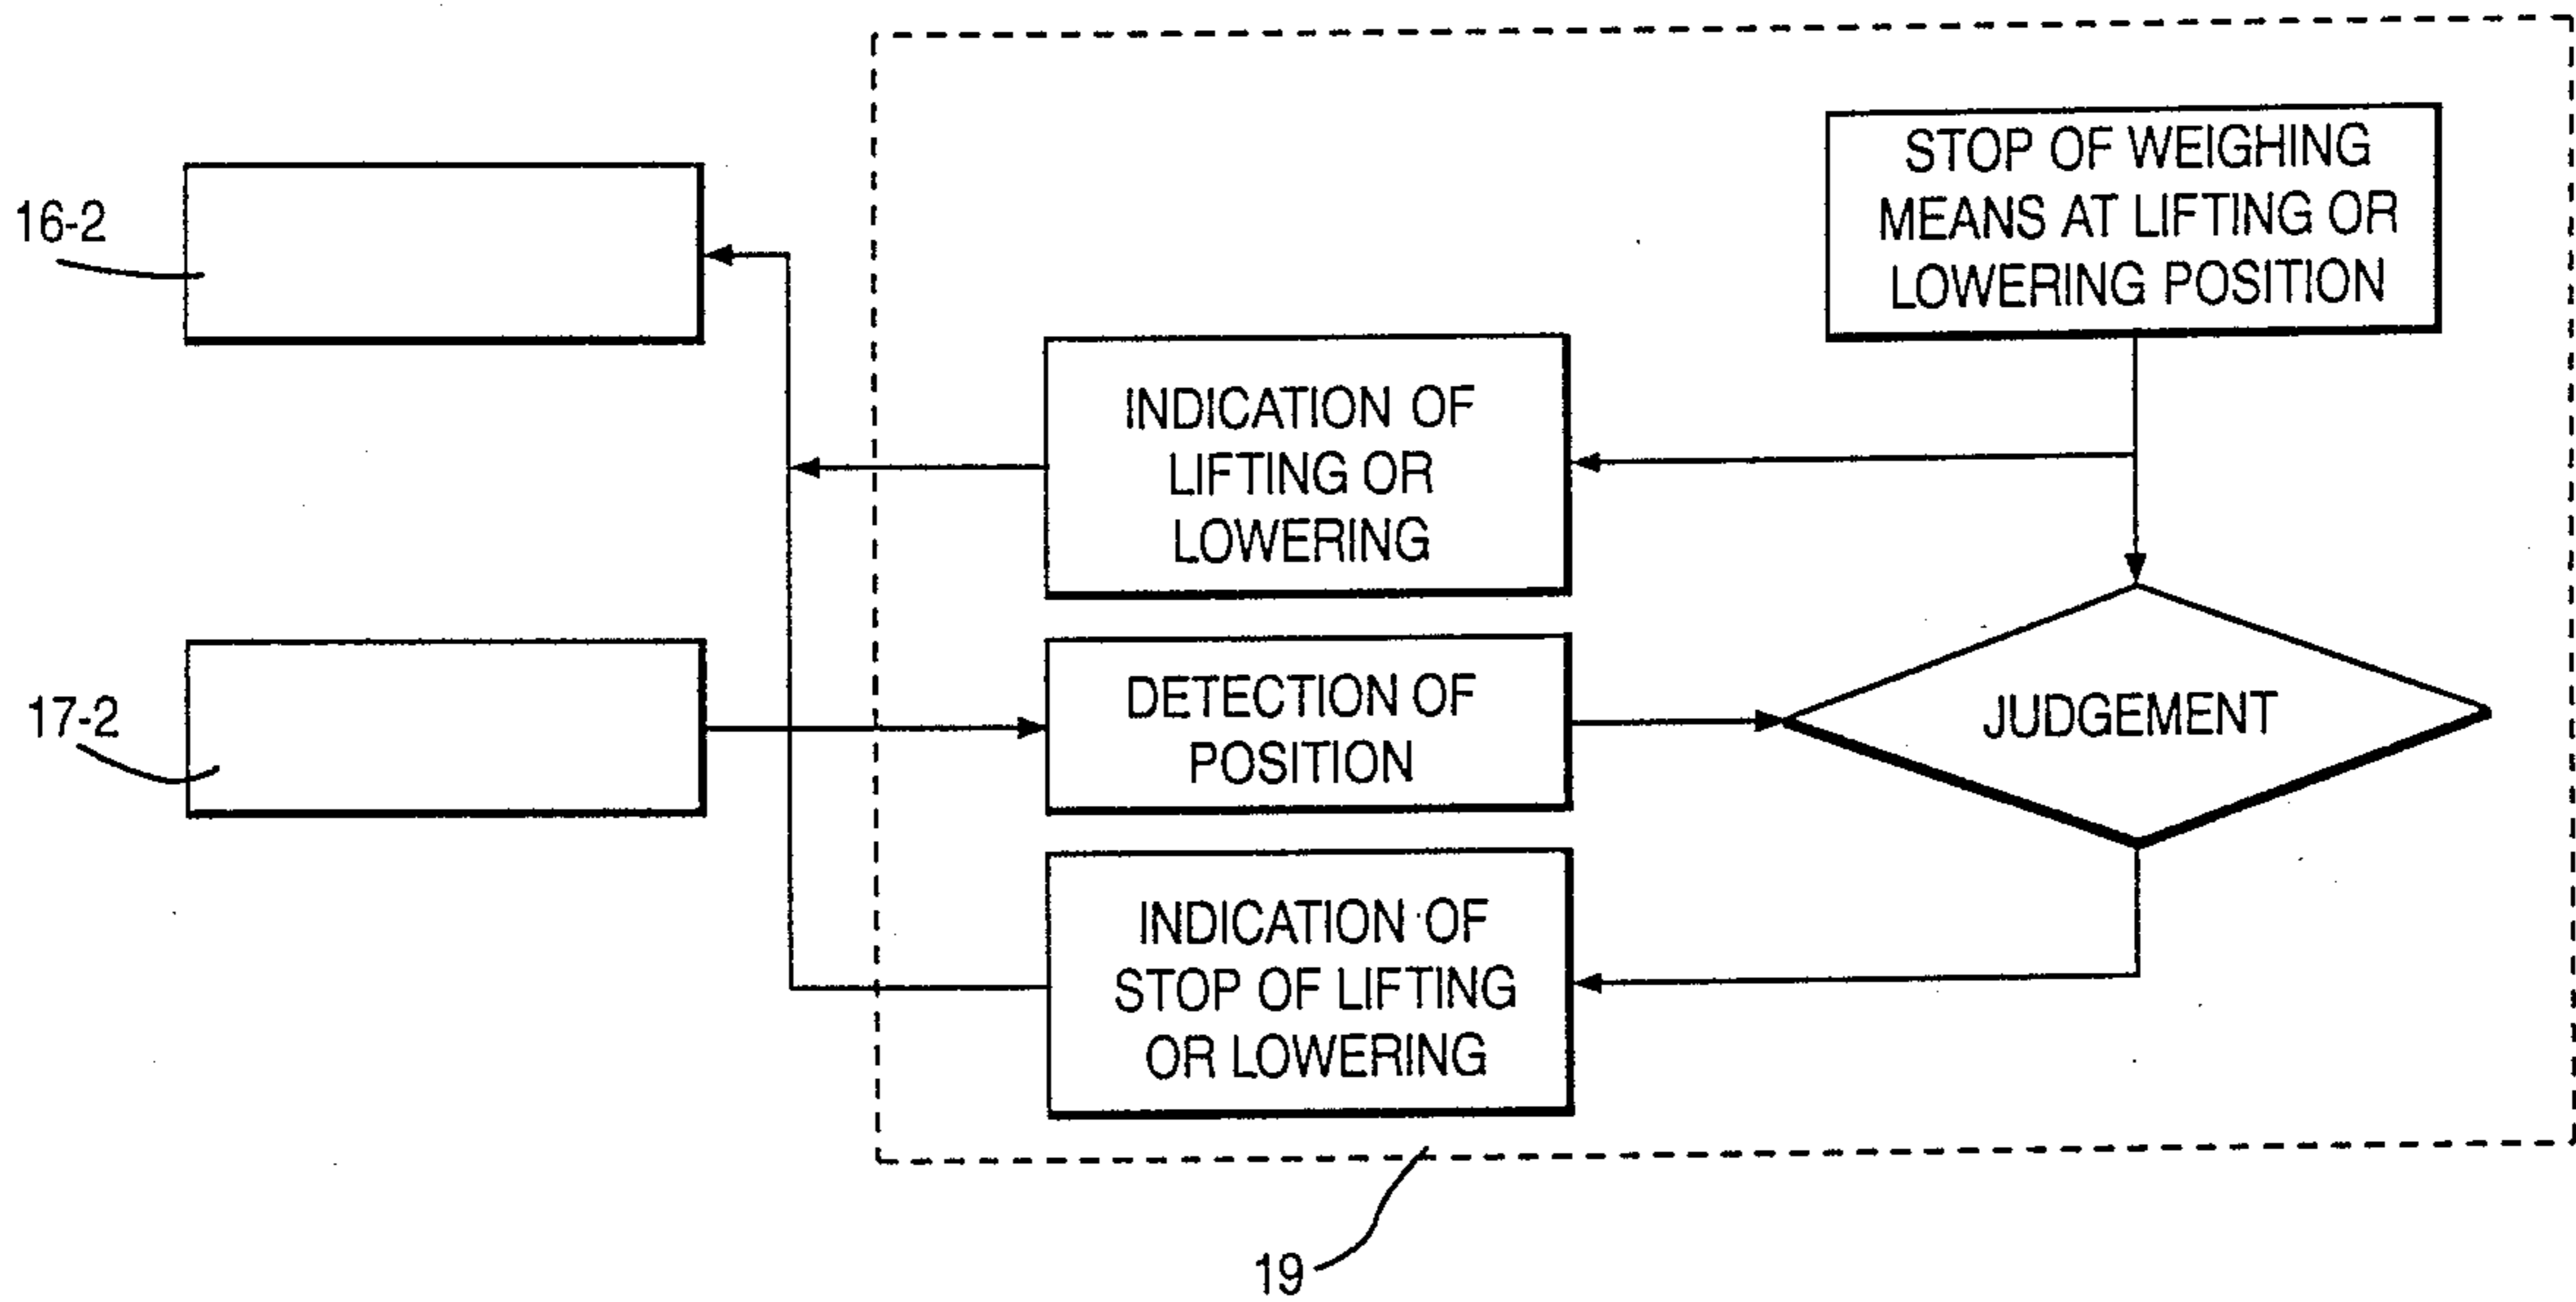 STOP OF WEIGHING
MEANS AT LIFTING OR
LOWERING POSITION
16-2
INDICATION OF
LIFTING OR
LOWERING
17-2
DETECTION OF
POSITION
JUDGEMENT
INDICATION OF
STOP OF LIFTING
OR LOWERING
19